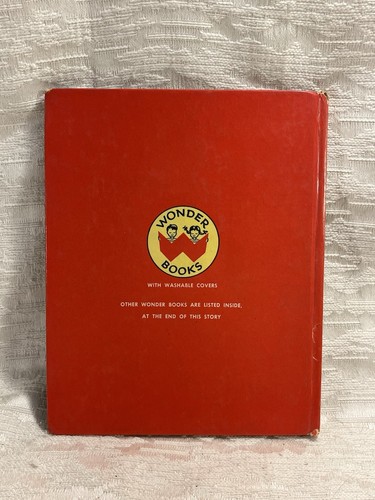 WONDER
BOOKS
WITH WASHABLE COVERS
OTHER WONDER BOOKS ARE LISTED INSIDE,
AT THE END OF THIS STORY